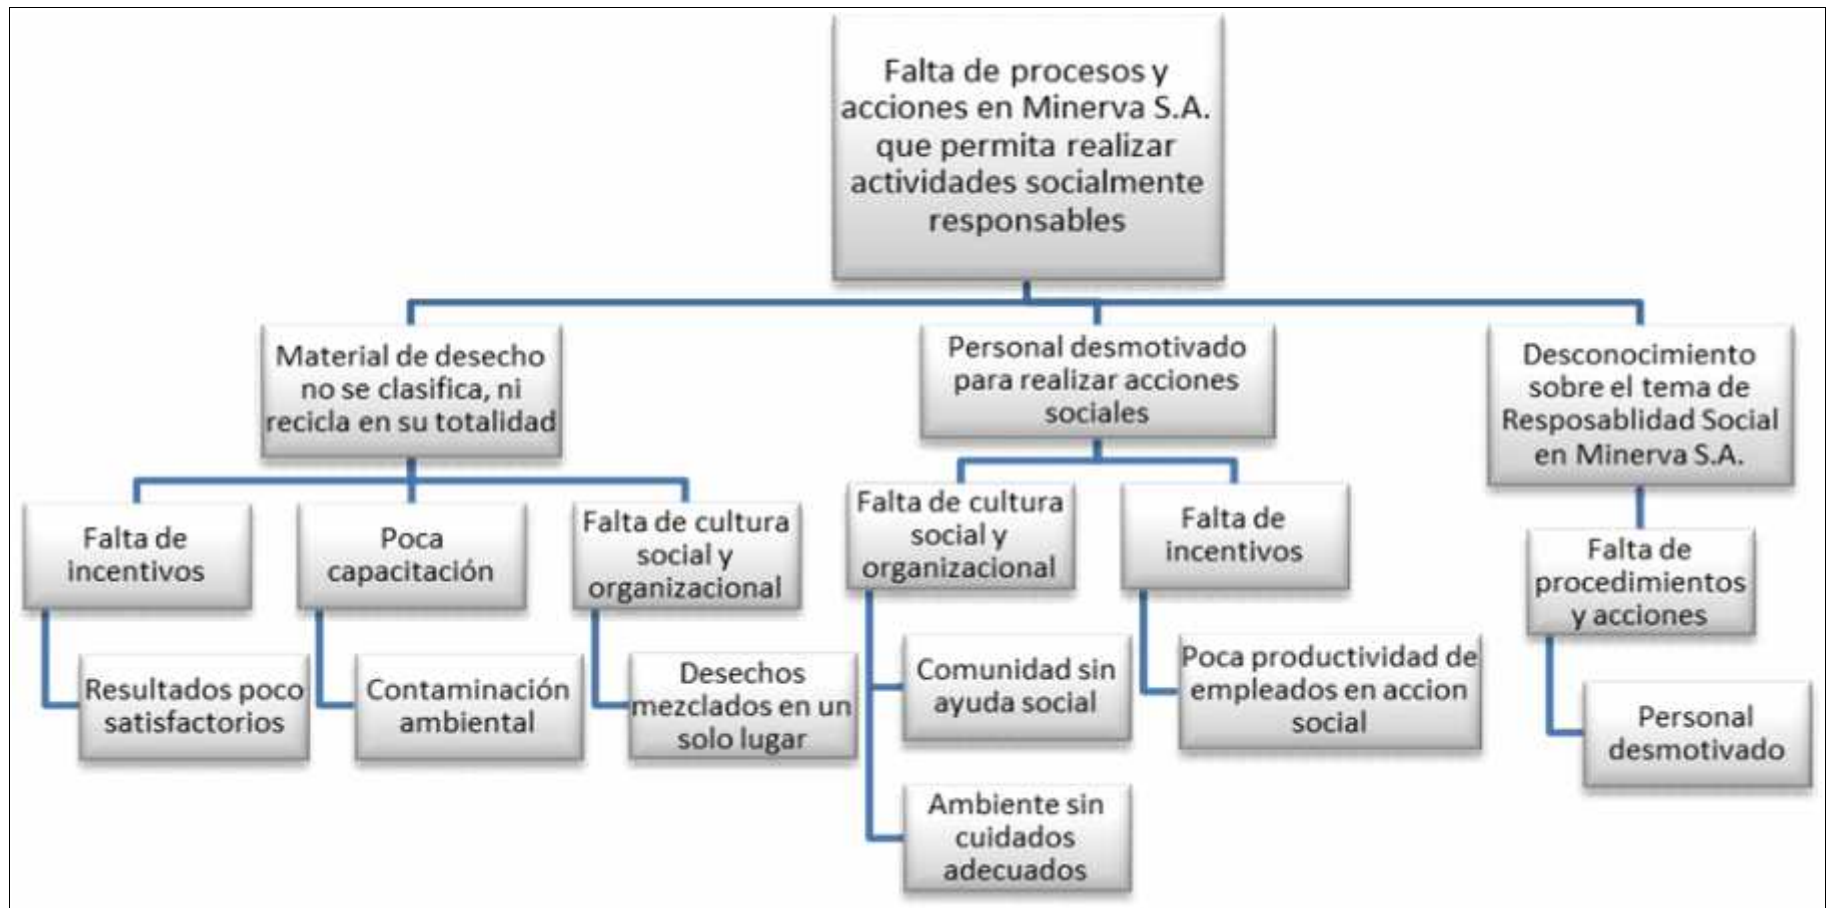 Falta de procesos y
acciones en Minerva S.A.
que permita realizar
actividades socialmente
responsables
Material de desecho
no se clasifica, ni
recicla en su totalidad
Personal desmotivado
para realizar acciones
sociales
Desconocimiento
sobre el tema de
Resposablidad Social
en Minerva S.A.
Falta de
incentivos
Poca
capacitación
Falta de cultura
social y
organizacional
Falta de cultura
social y
organizacional
Falta de
incentivos
Falta de
procedimientos
y acciones
Resultados poco
satisfactorios
Contaminación
ambiental
Desechos
mezclados en un
solo lugar
Comunidad sin
ayuda social
Poca productividad de
empleados en accion
social
Personal
desmotivado
Ambiente sin
cuidados
adecuados